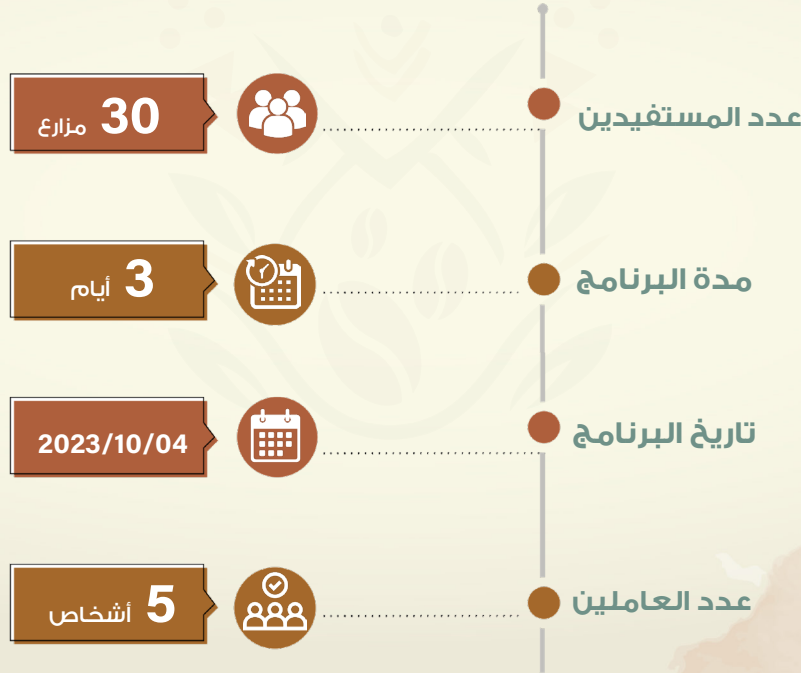 عدد المستفيدين
30 مزارع
مدة البرنامج
3 أيام
تاريخ البرنامج
2023/10/04
عدد العاملين
5 أشخاص